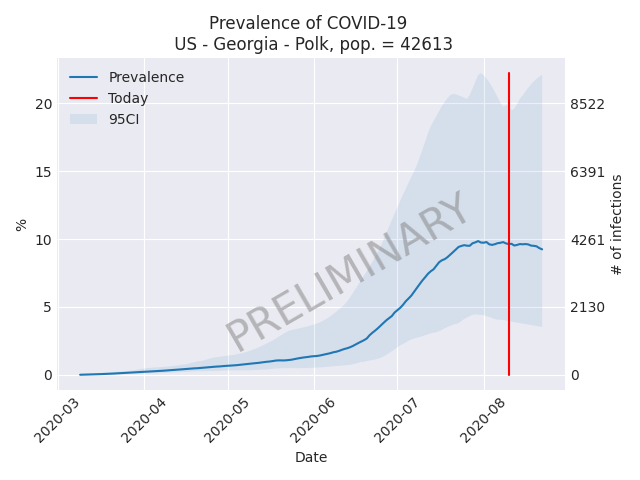 Prevalence of COVID-19
US - Georgia - Polk, pop. = 42613
Prevalence
Today
95CI
%
20
15
10
5
0
8522
6391
4261
2130
0
# of infections
PRELIMINARY
2020-03
2020-04
2020-05
2020-06
2020-07
2020-08
Date